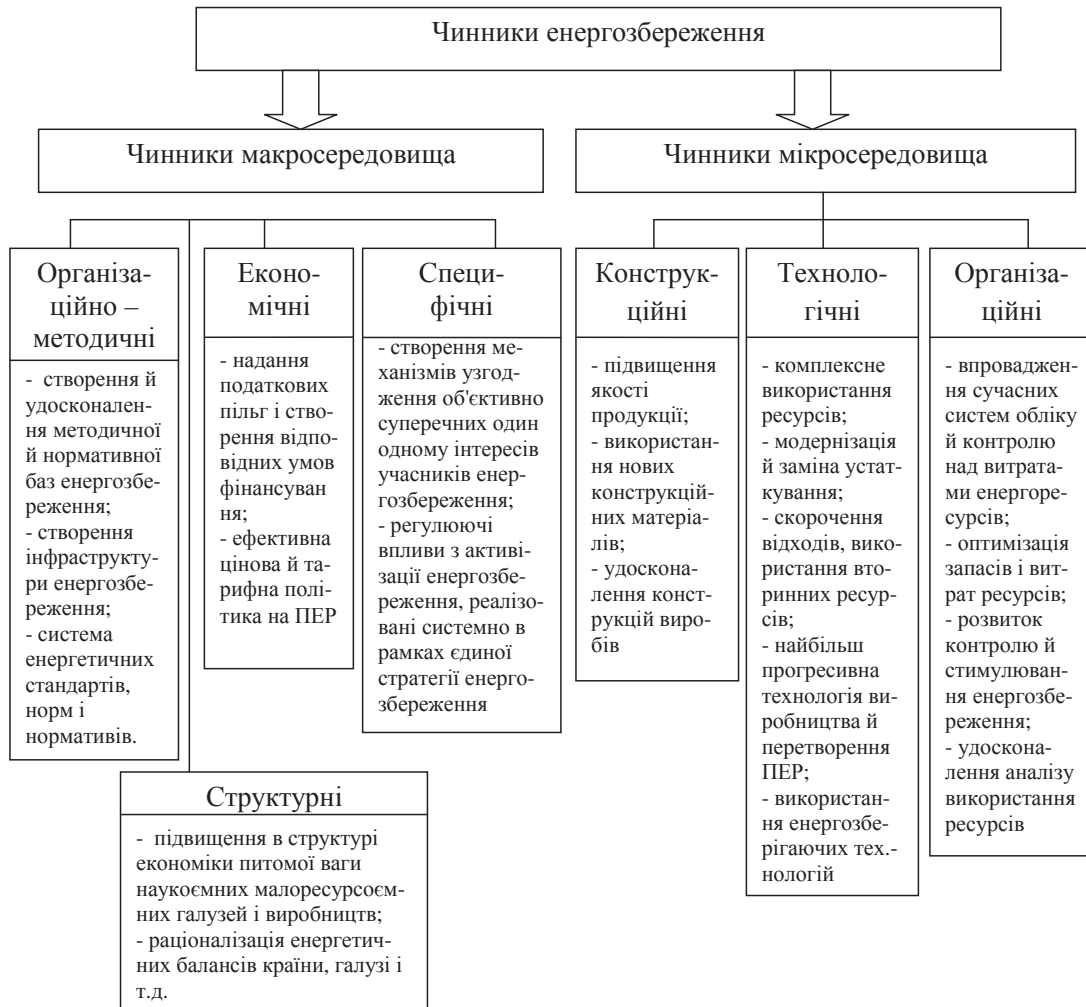 Чинники енергозбереження
Чинники макросередовища
Чинники мікросередовища
Організа-
ційно –
методичні
- створення й
удосконален-
ня методичної
й нормативної
баз енергозбе-
реження;
- створення
інфраструкту-
ри енергозбе-
реження;
- система
енергетичних
стандартів,
норм і
нормативів.
Еконо-
мічні
- надання
податкових
пільг і ство-
рення відпо-
відних умов
фінансуван
ня;
- ефективна
цінова й та-
рифна полі-
тика на ПЕР
Специ-
фічні
- створення ме-
ханізмів узгод-
ження об'єктивно
суперечних один
одному інтересів
учасників енер-
гозбереження;
- регулюючі
впливи з активі-
зації енергозбе-
реження, реалізо-
вані системно в
рамках єдиної
стратегії енерго-
збереження
Структурні
- підвищення в структурі
економіки питомої ваги
наукоємних малоресурсоєм-
них галузей і виробництв;
- раціоналізація енергетич-
них балансів країни, галузі і
т.д.
Конструк-
ційні
- підвищення
якості
продукції;
- використан-
ня нових
конструкцій-
них матеріа-
лів;
- удоскона-
лення конст-
рукцій виро-
бів
Техноло-
гічні
- комплексне
використання
ресурсів;
- модернізація
й заміна устат-
кування;
- скорочення
відходів, вико-
ристання вто-
ринних ресур-
сів;
- найбільш
прогресивна
технологія ви-
робництва й
перетворення
ПЕР;
- використан-
ня енергозбе-
рігаючих тех.-
нологій
Організа-
ційні
- впроваджен-
ня сучасних
систем обліку
й контролю
над витрата-
ми енергоре-
сурсів;
- оптимізація
запасів і вит-
рат ресурсів;
- розвиток
контролю й
стимулюван-
ня енергозбе-
реження;
- удоскона-
лення аналізу
використання
ресурсів